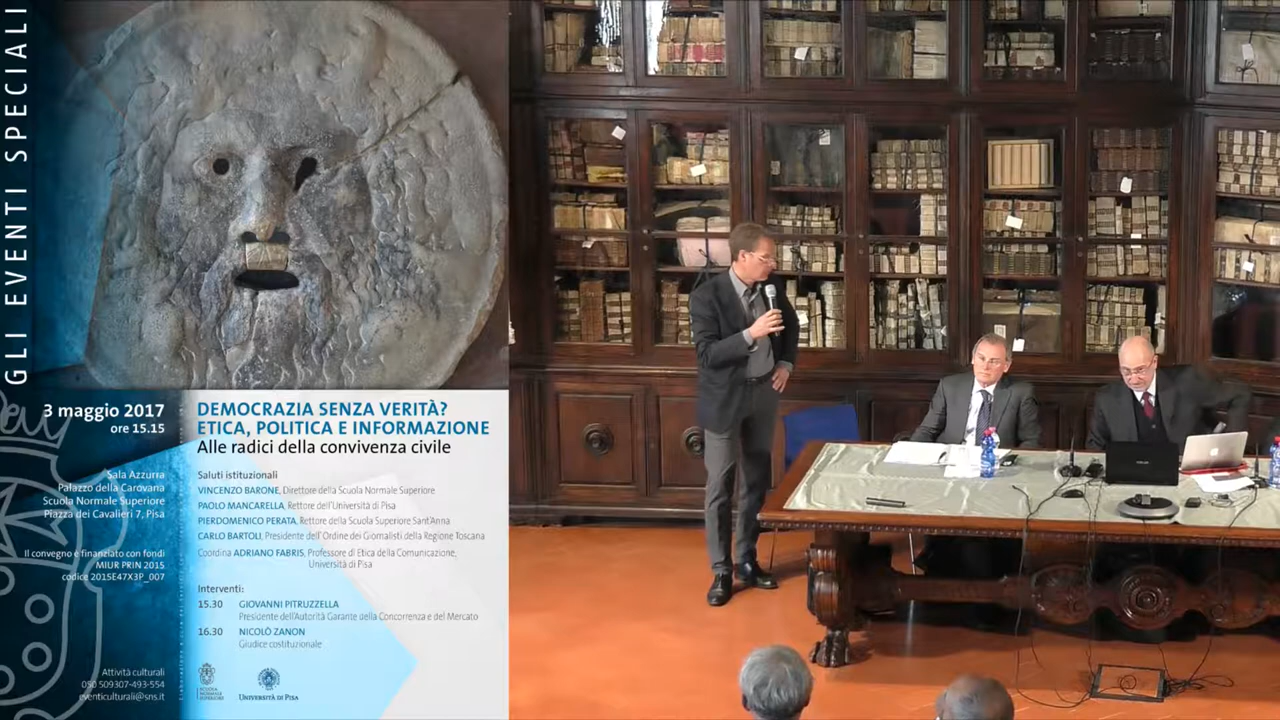 GLI EVENTI SPECIALI
3 maggio 2017
ore 15.15
Sala Azzurra
Palazzo della Carovana
Scuola Normale Superiore
Piazza dei Cavalieri 7, Pisa
Il convegno è finanziato con fondi
MIUR PRIN 2015
codice 2015E47X3P_007
Attività culturali
050 509307-493-554
eventiculturali@sns.it
DEMOCRAZIA SENZA VERITÀ?
ETICA, POLITICA E INFORMAZIONE
Alle radici della convivenza civile
Saluti istituzionali
VINCENZO BARONE, Direttore della Scuola Normale Superiore
PAOLO MANCARELLA, Rettore dell'Università di Pisa
PIERDOMENICO PERATA, Rettore della Scuola Superiore Sant'Anna
CARLO BARTOLI, Presidente dell'Ordine dei Giornalisti della Regione Toscana
Coordina ADRIANO FABRIS, Professore di Etica della Comunicazione,
Università di Pisa
Interventi:
15.30 GIOVANNI PITRUZZELLA
Presidente dell'Autorità Garante della Concorrenza e del Mercato
16.30 NICOLÒ ZANON
Giudice costituzionale
SCUOLA
NORMALE
SUPERIORE
UNIVERSITÀ DI PISA